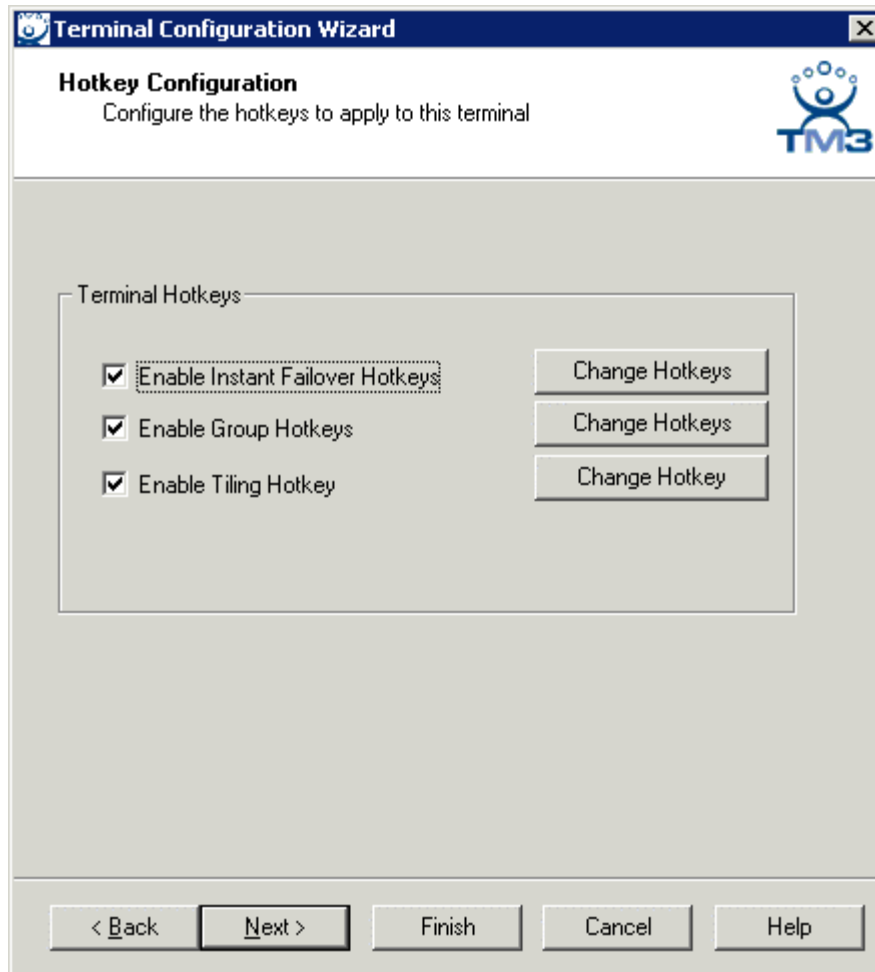 Terminal Configuration Wizard
Hotkey Configuration
Configure the hotkeys to apply to this terminal
TM3
Terminal Hotkeys
Enable Instant Failover Hotkeys
Change Hotkeys
Enable Group Hotkeys
Change Hotkeys
Enable Tiling Hotkey
Change Hotkey
< Back
Next >
Finish
Cancel
Help